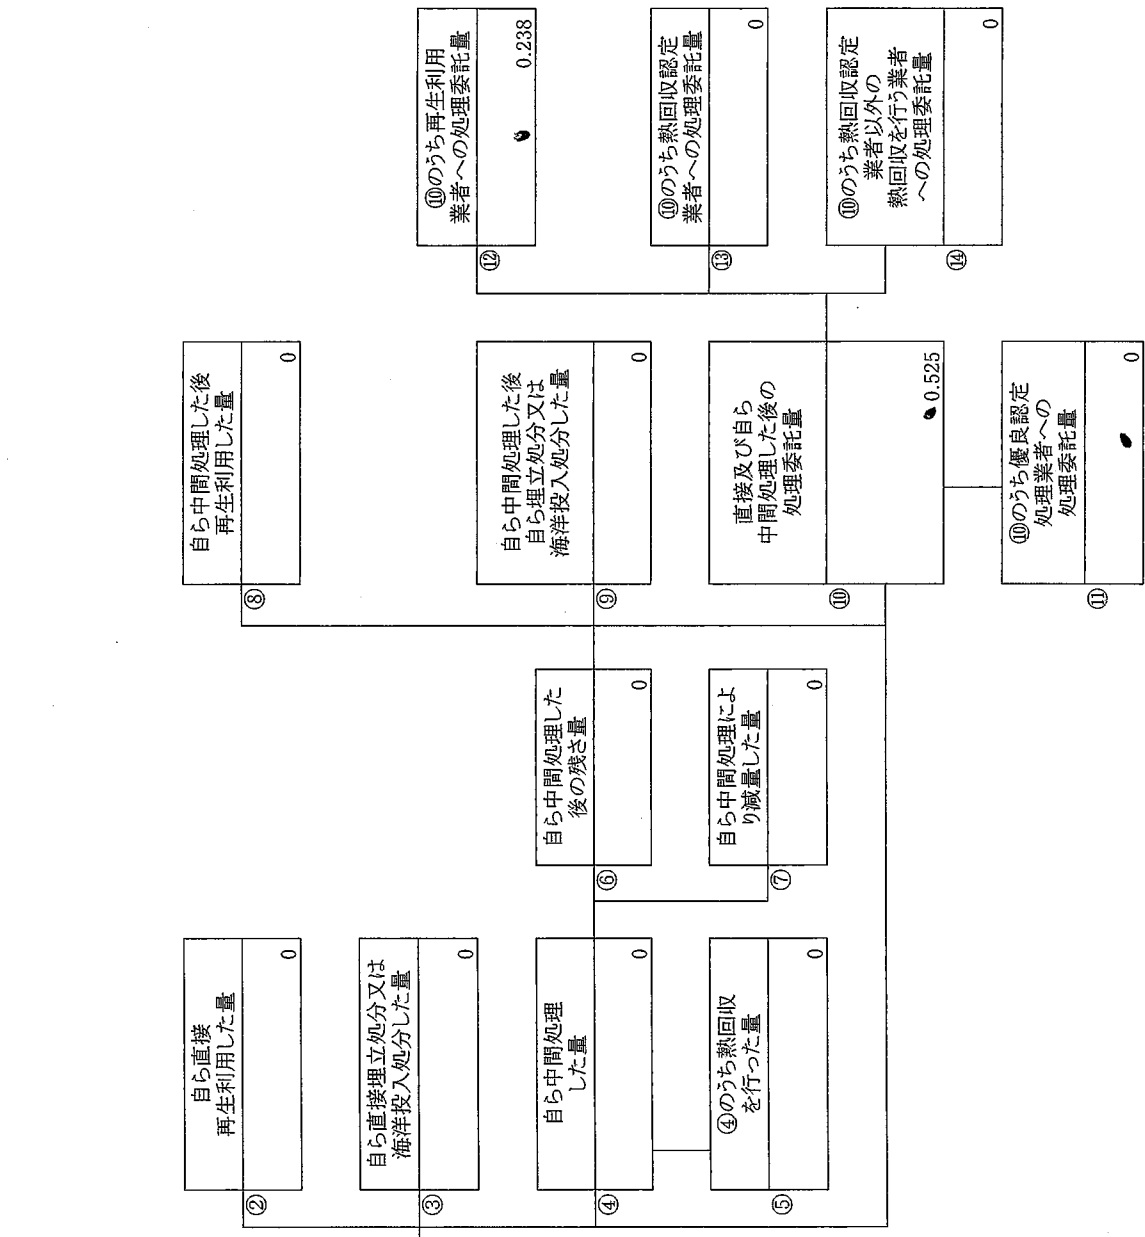 ②
自ら直接
再生利用した量
0
③
自ら直接埋立処分又は
海洋投入処分した量
0
④
自ら中間処理
した量
0
⑤
④のうち熱回収
を行った量
0
⑥
自ら中間処理した
後の残さ量
0
⑦
自ら中間処理によ
り減量した量
0
⑧
自ら中間処理した後
再生利用した量
0
⑨
自ら中間処理した後
自ら埋立処分又は
海洋投入処分した量
0
⑩
直接及び自ら
中間処理した後の
処理委託量
0.525
⑪
⑩のうち優良認定
処理業者への
処理委託量
0
⑫
⑩のうち再生利用
業者への処理委託量
0.238
⑬
⑩のうち熱回収認定
業者への処理委託量
0
⑭
⑩のうち熱回収認定
業者以外の
熱回収を行う業者
への処理委託量
0